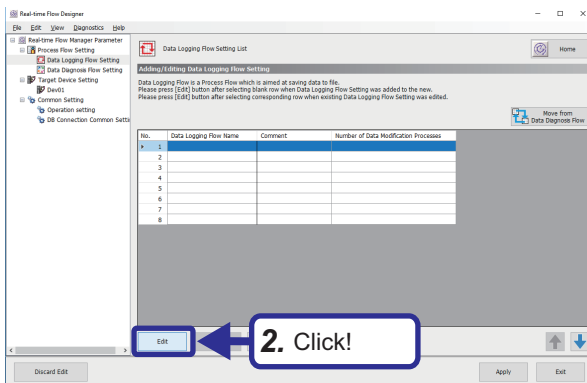 Real-time Flow Designer
File Edit View Diagnostics Help
Real-time Flow Manager Parameter
Process Flow Setting
Data Logging Flow Setting
Data Diagnosis Flow Setting
Target Device Setting
Dev01
Common Setting
Operation setting
DB Connection Common Settin
Data Logging Flow Setting List
Home
Adding/Editing Data Logging Flow Setting
Data Logging Flow is a Process Flow which is aimed at saving data to file.
Please press [Edit] button after selecting blank row when Data Logging Flow Setting was added to the new.
Please press [Edit] button after selecting corresponding row when existing Data Logging Flow Setting was edited.
Move from
Data Diagnosis Flow
No. Data Logging Flow Name Comment Number of Data Modification Processes
1
2
3
4
5
6
7
8
Edit
2. Click!
Discard Edit
Apply Exit